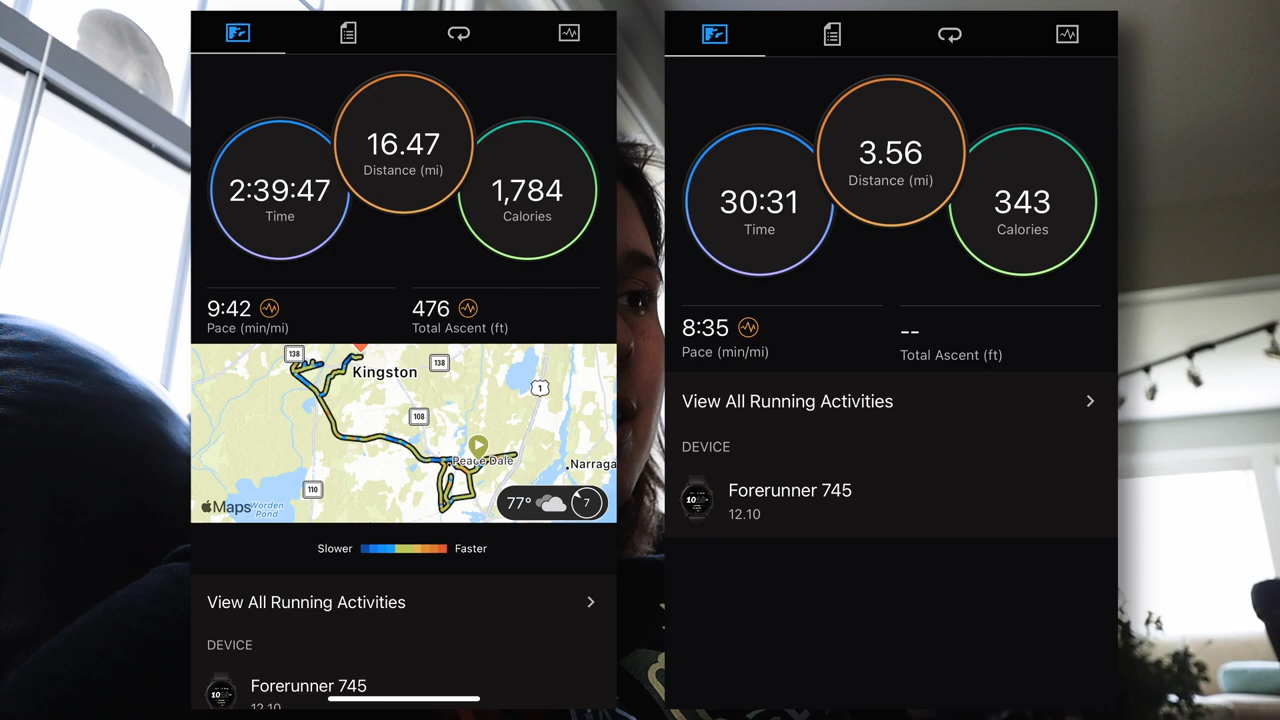 16.47
Distance (mi)
2:39:47
Time
1,784
Calories
9:42
Pace (min/mi)
476
Total Ascent (ft)
138
138
Kingston
1
108
Peace Dale
Narraga
110
Maps
Worden
Pond
77°
7
Slower
Faster
View All Running Activities
DEVICE
Forerunner 745
12.10
3.56
Distance (mi)
30:31
Time
343
Calories
8:35
Pace (min/mi)
--
Total Ascent (ft)
View All Running Activities
DEVICE
Forerunner 745
12.10